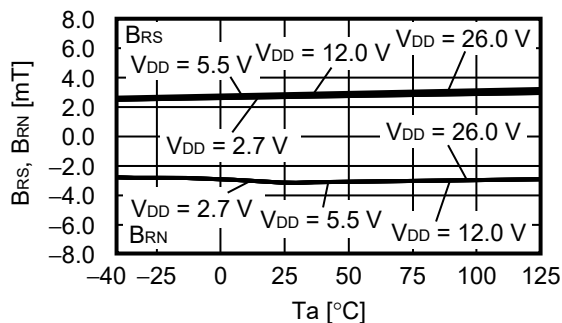 8.0
6.0
4.0
2.0
0.0
−2.0
−4.0
−6.0
−8.0
BRS, BRN [mT]
BRS
VDD = 5.5 V
VDD = 12.0 V
VDD = 26.0 V
VDD = 2.7 V
VDD = 26.0 V
VDD = 2.7 V
VDD = 5.5 V
VDD = 12.0 V
BRN
−40 −25 0 25 50 75 100 125
Ta [°C]